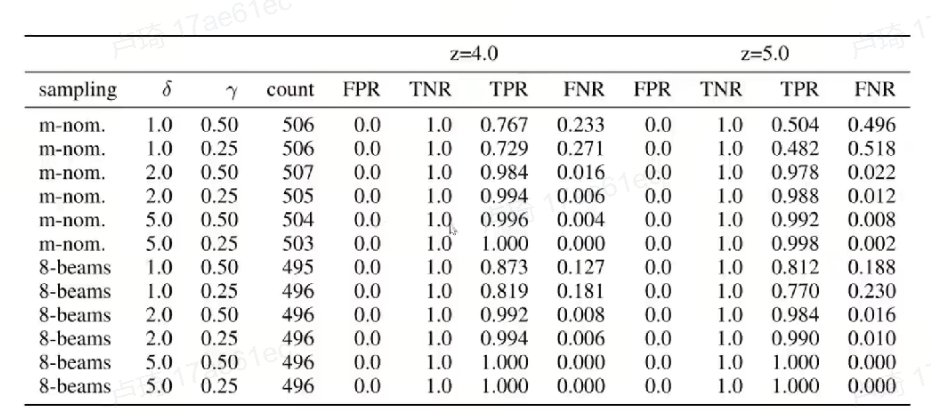 z=4.0 z=5.0
sampling δ γ count FPR TNR TPR FNR FPR TNR TPR FNR
m-nom. 1.0 0.50 506 0.0 1.0 0.767 0.233 0.0 1.0 0.504 0.496
m-nom. 1.0 0.25 506 0.0 1.0 0.729 0.271 0.0 1.0 0.482 0.518
m-nom. 2.0 0.50 507 0.0 1.0 0.984 0.016 0.0 1.0 0.978 0.022
m-nom. 2.0 0.25 505 0.0 1.0 0.994 0.006 0.0 1.0 0.988 0.012
m-nom. 5.0 0.50 504 0.0 1.0 0.996 0.004 0.0 1.0 0.992 0.008
m-nom. 5.0 0.25 503 0.0 1.0 1.000 0.000 0.0 1.0 0.998 0.002
8-beams 1.0 0.50 495 0.0 1.0 0.873 0.127 0.0 1.0 0.812 0.188
8-beams 1.0 0.25 496 0.0 1.0 0.819 0.181 0.0 1.0 0.770 0.230
8-beams 2.0 0.50 496 0.0 1.0 0.992 0.008 0.0 1.0 0.984 0.016
8-beams 2.0 0.25 496 0.0 1.0 0.994 0.006 0.0 1.0 0.990 0.010
8-beams 5.0 0.50 496 0.0 1.0 1.000 0.000 0.0 1.0 1.000 0.000
8-beams 5.0 0.25 496 0.0 1.0 1.000 0.000 0.0 1.0 1.000 0.000
卢琦 17ae61ec